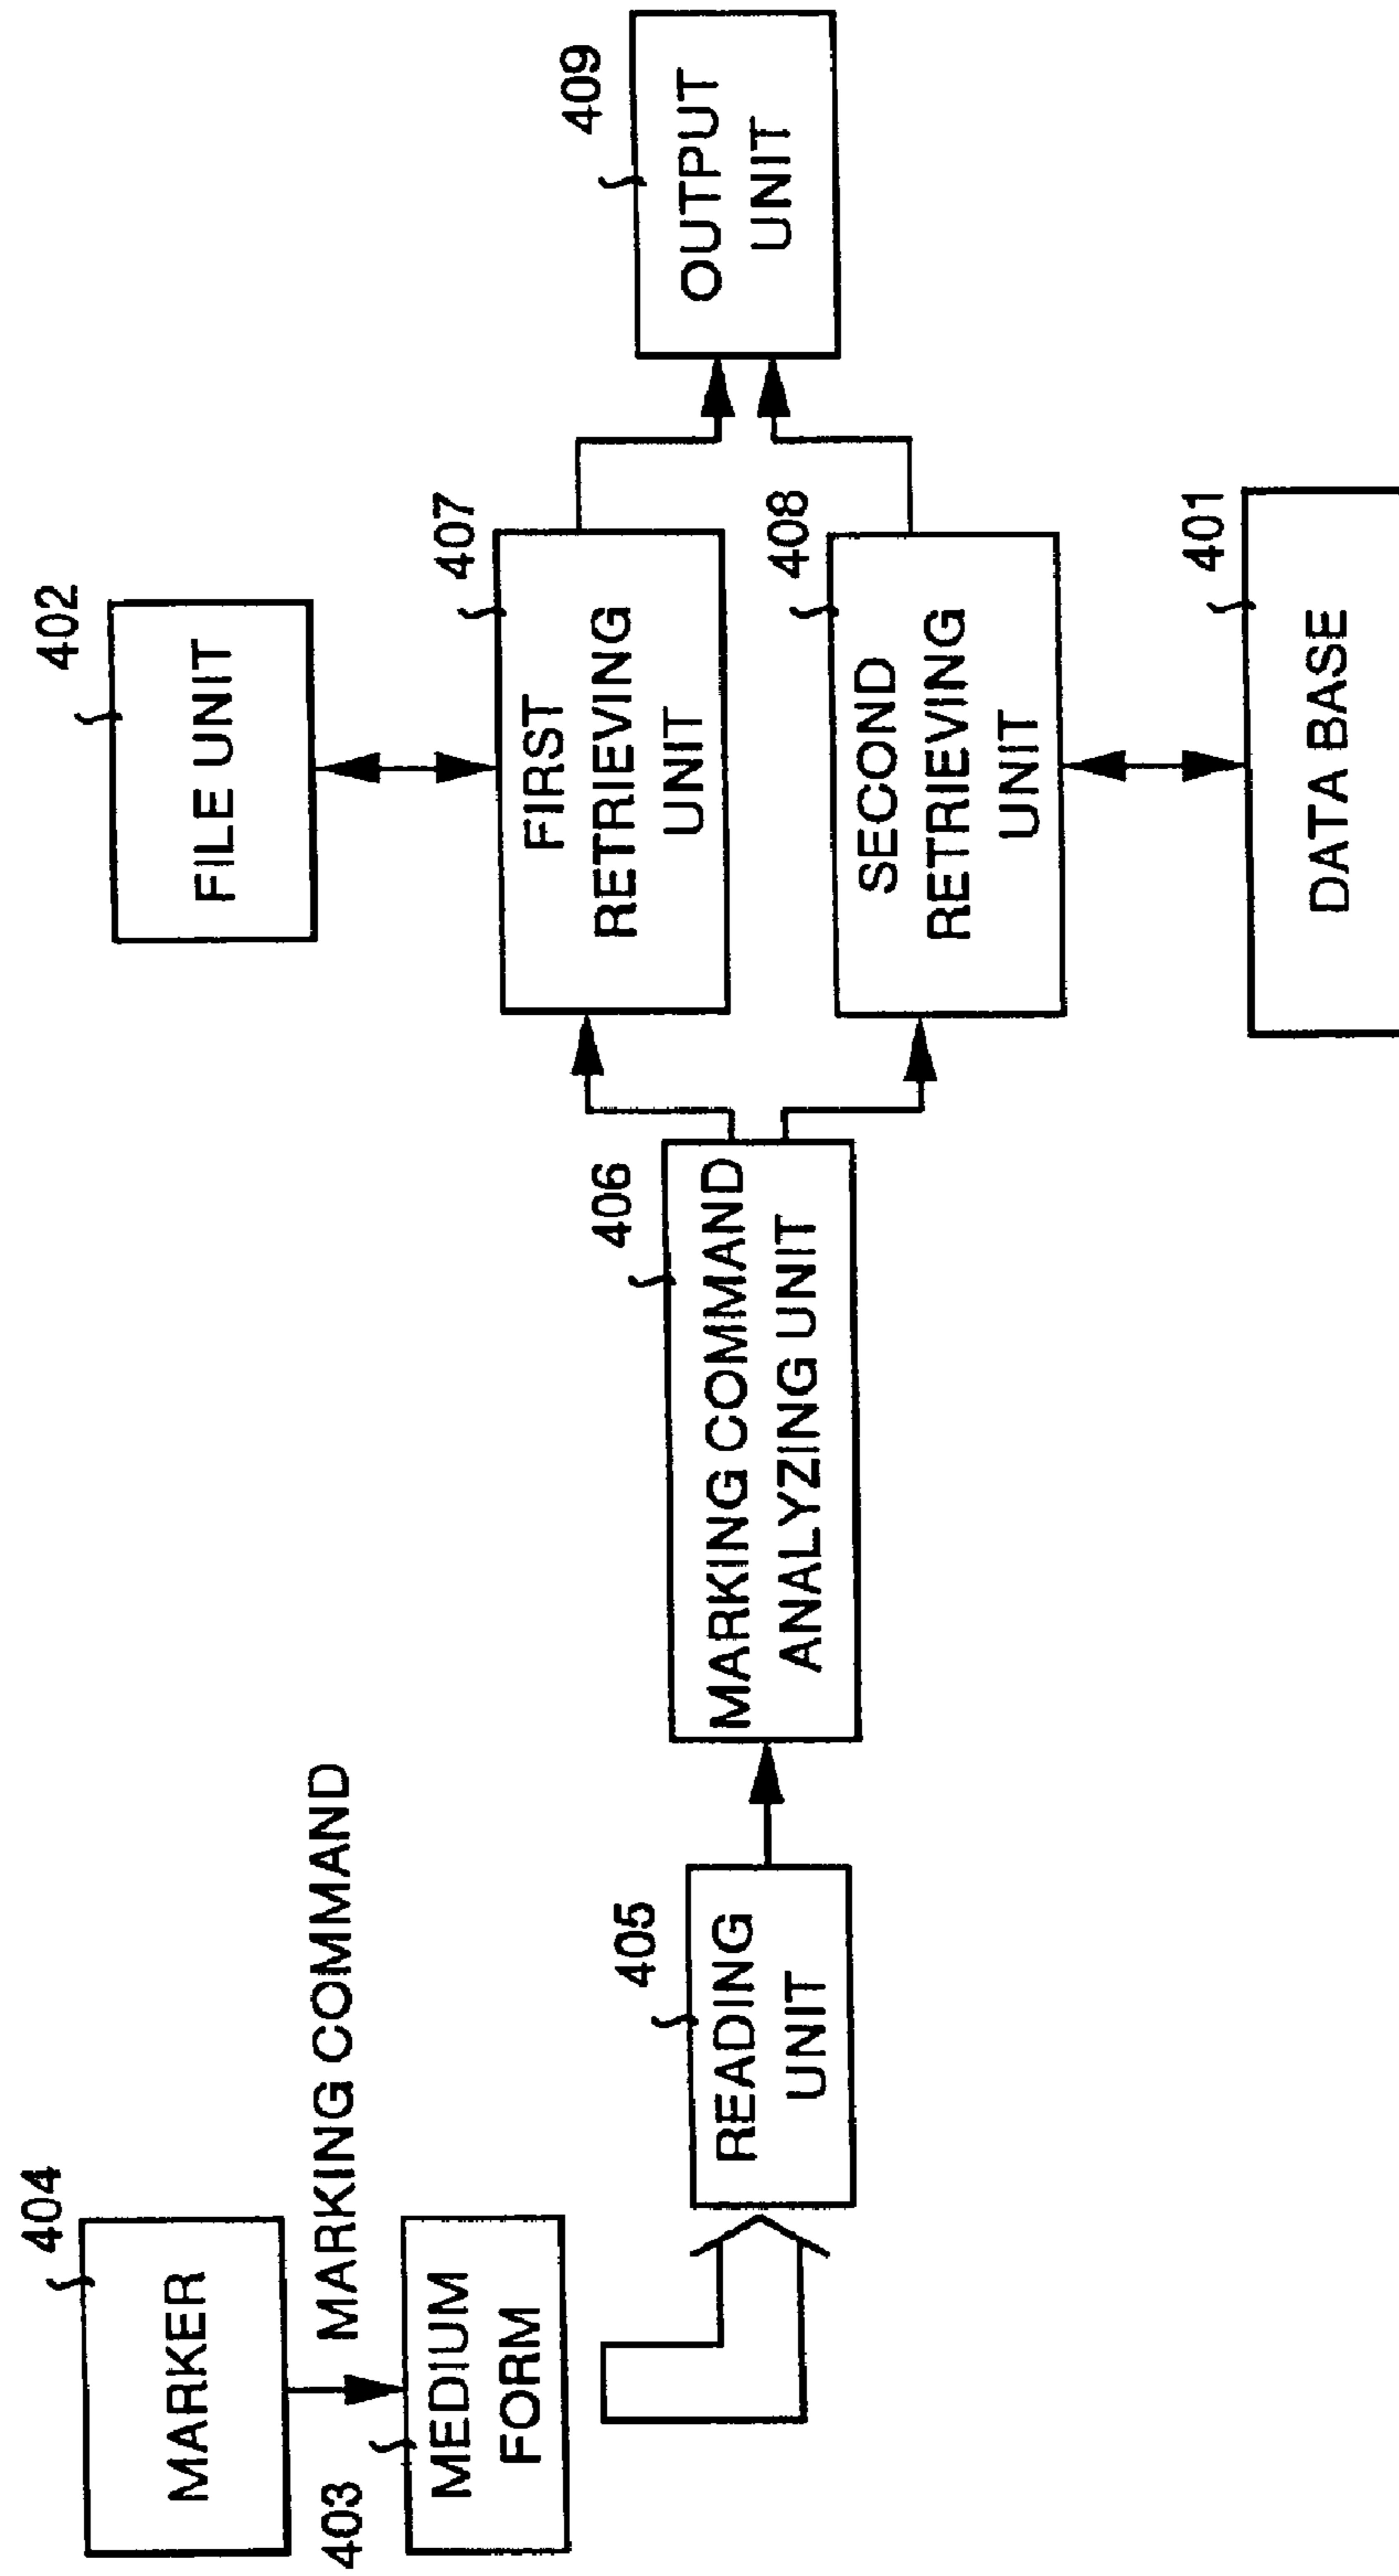 404
MARKER
MARKING COMMAND
403
MEDIUM
FORM
405
READING
UNIT
406
MARKING COMMAND
ANALYZING UNIT
402
FILE UNIT
407
FIRST
RETRIEVING
UNIT
408
SECOND
RETRIEVING
UNIT
401
DATA BASE
409
OUTPUT
UNIT